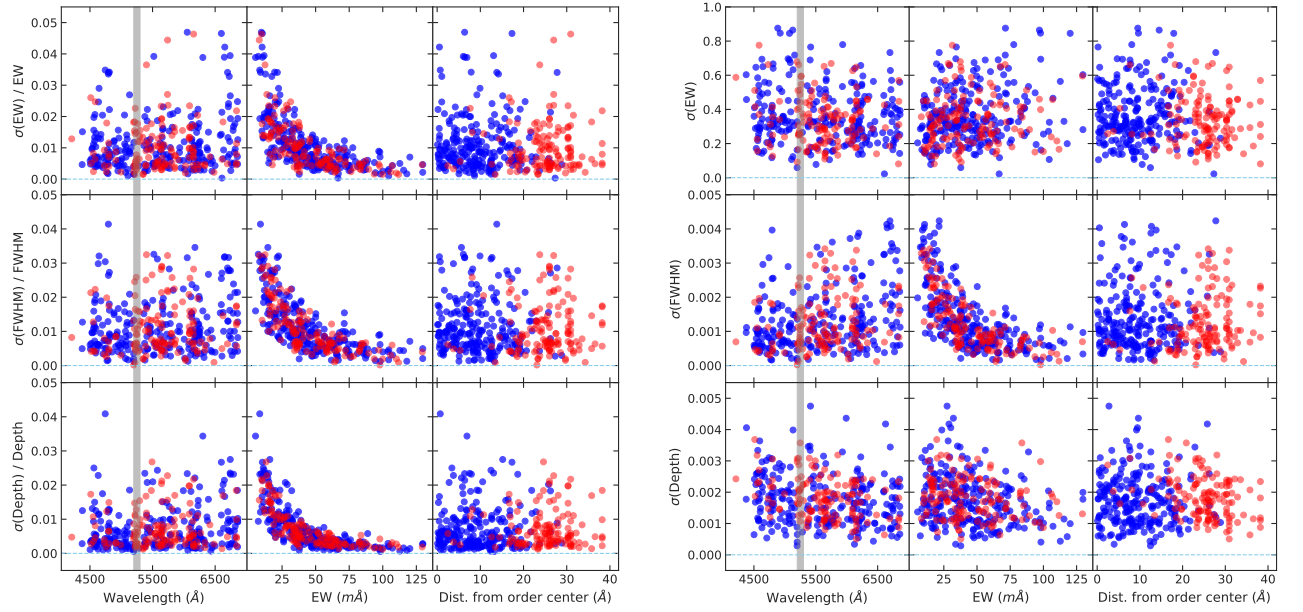 0.05
0.04
0.03
0.02
0.01
0.00
σ(EW) / EW
0.05
0.04
0.03
0.02
0.01
0.00
σ(FWHM) / FWHM
0.05
0.04
0.03
0.02
0.01
0.00
σ(Depth) / Depth
4500 5500 6500
Wavelength (Å)
25 50 75 100 125
EW (mÅ)
0 10 20 30 40
Dist. from order center (Å)
1.0
0.8
0.6
0.4
0.2
0.0
σ(EW)
0.005
0.004
0.003
0.002
0.001
0.000
σ(FWHM)
0.005
0.005
0.004
0.003
0.002
0.001
0.000
σ(Depth)
4500 5500 6500
Wavelength (Å)
0 25 50 75 100 125
EW (mÅ)
0 10 20 30 40
Dist. from order center (Å)